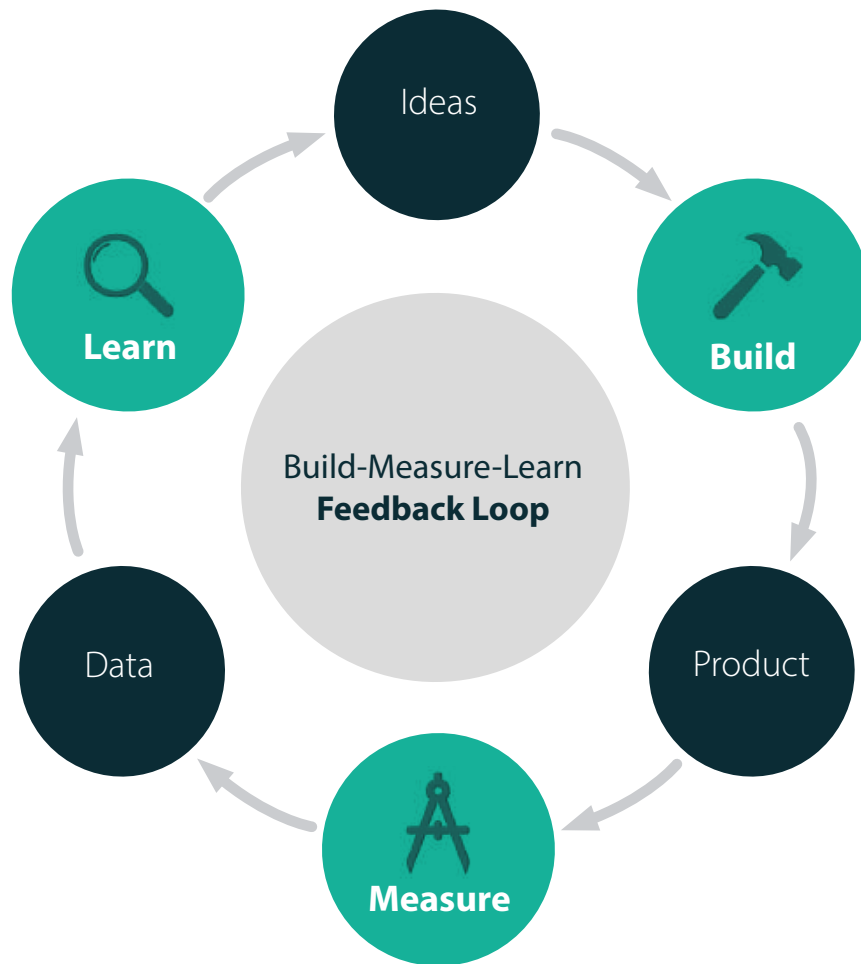 Ideas
Build
Product
Measure
Data
Learn
Build-Measure-Learn
Feedback Loop